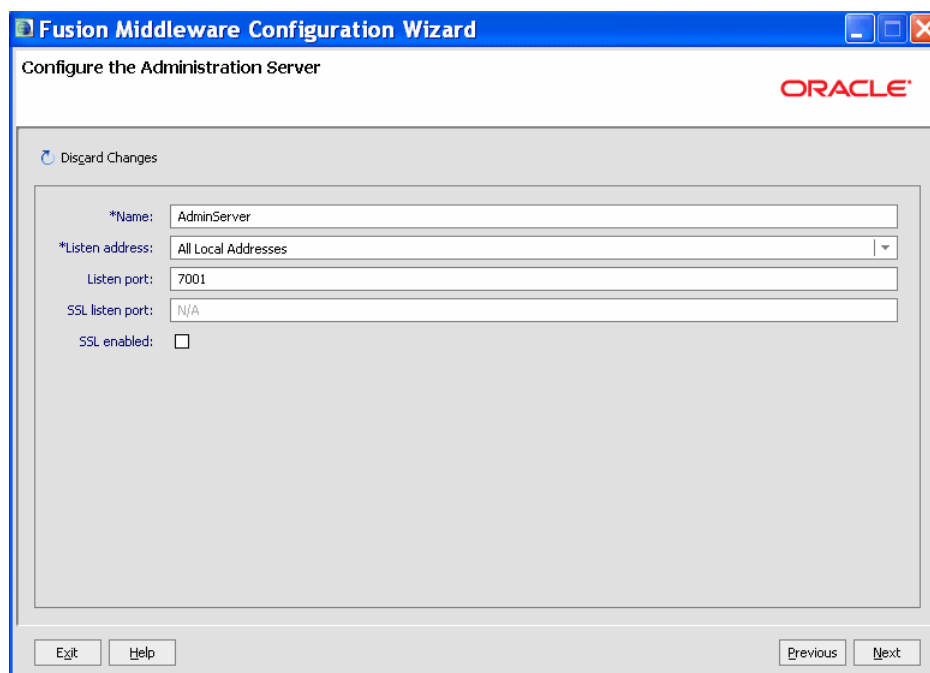 Fusion Middleware Configuration Wizard
Configure the Administration Server
ORACLE
Discard Changes
*Name: AdminServer
*Listen address: All Local Addresses
Listen port: 7001
SSL listen port: N/A
SSL enabled:
Exit Help Previous Next